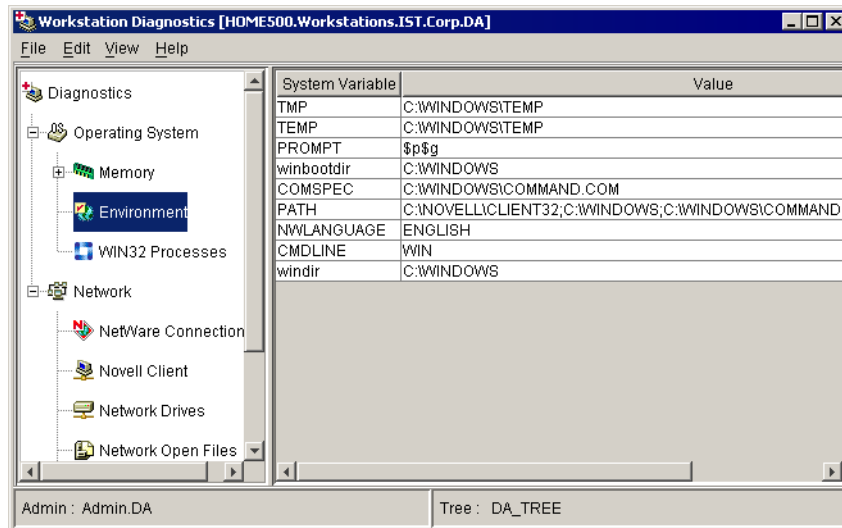 Workstation Diagnostics [HOME500.Workstations.IST.Corp.DA]
File Edit View Help
Diagnostics
Operating System
Memory
Environment
WIN32 Processes
Network
NetWare Connection
Novell Client
Network Drives
Network Open Files
System Variable Value
TMP C:\WINDOWS\TEMP
TEMP C:\WINDOWS\TEMP
PROMPT $p$g
winbootdir C:\WINDOWS
COMSPEC C:\WINDOWS\COMMAND.COM
PATH C:\NOVELL\CLIENT32;C:\WINDOWS;C:\WINDOWS\COMMAND
NWLANGUAGE ENGLISH
CMDLINE WIN
windir C:\WINDOWS
Admin : Admin.DA Tree : DA_TREE